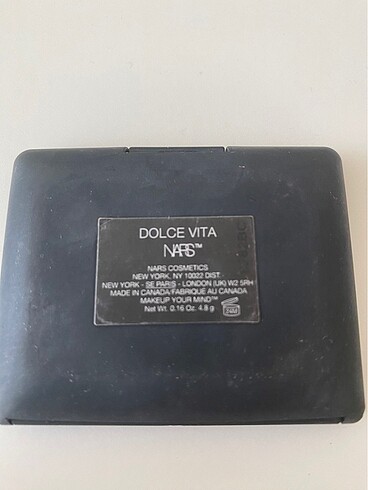 DOLCE VITA
NARS™
NARS COSMETICS
NEW YORK, NY 10022 DIST.
NEW YORK - SE PARIS - LONDON (UK) W2 5RH
MADE IN CANADA/FABRIQUE AU CANADA
MAKEUP YOUR MIND™
Net Wt. 0.16 Oz. 4.8 g
24M